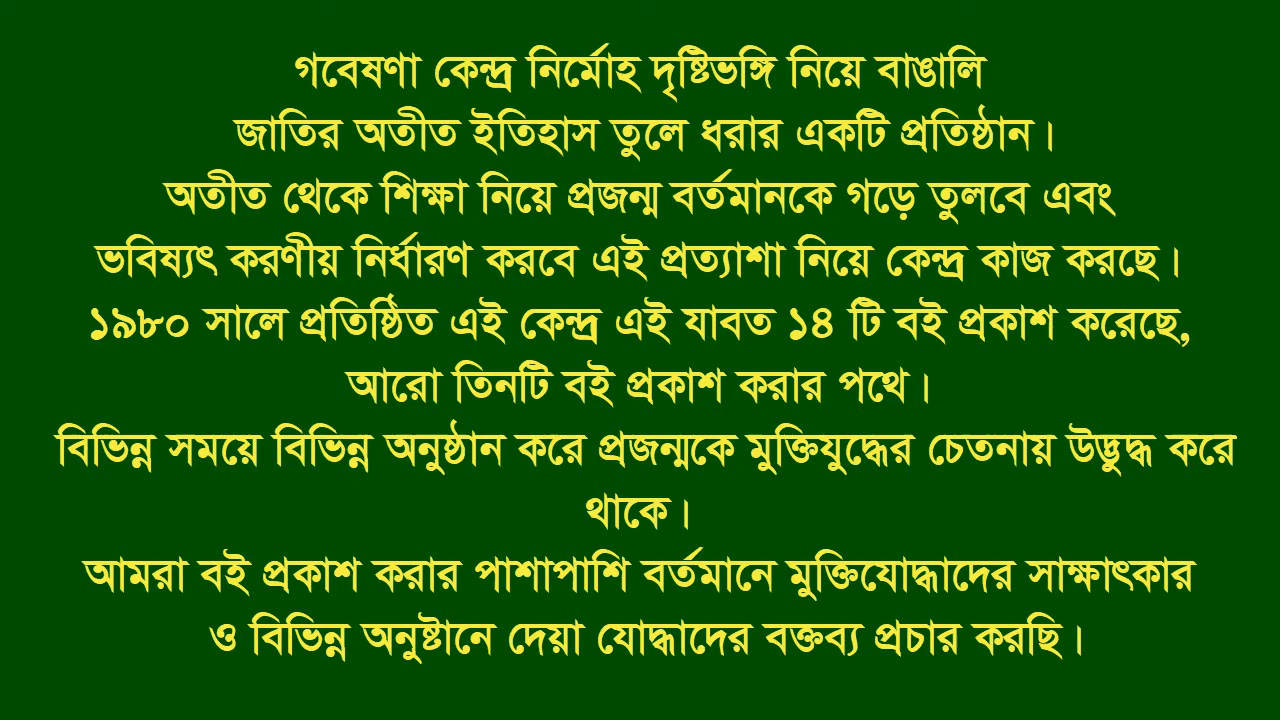 গবেষণা কেন্দ্র নির্মোহ দৃষ্টিভঙ্গি নিয়ে বাঙালি
জাতির অতীত ইতিহাস তুলে ধরার একটি প্রতিষ্ঠান।
অতীত থেকে শিক্ষা নিয়ে প্রজন্ম বর্তমানকে গড়ে তুলবে এবং
ভবিষ্যৎ করণীয় নির্ধারণ করবে এই প্রত্যাশা নিয়ে কেন্দ্র কাজ করছে।
১৯৮০ সালে প্রতিষ্ঠিত এই কেন্দ্র এই যাবত ১৪ টি বই প্রকাশ করেছে,
আরো তিনটি বই প্রকাশ করার পথে।
বিভিন্ন সময়ে বিভিন্ন অনুষ্ঠান করে প্রজন্মকে মুক্তিযুদ্ধের চেতনায় উদ্ভুদ্ধ করে
থাকে।
আমরা বই প্রকাশ করার পাশাপাশি বর্তমানে মুক্তিযোদ্ধাদের সাক্ষাৎকার
ও বিভিন্ন অনুষ্টানে দেয়া যোদ্ধাদের বক্তব্য প্রচার করছি।